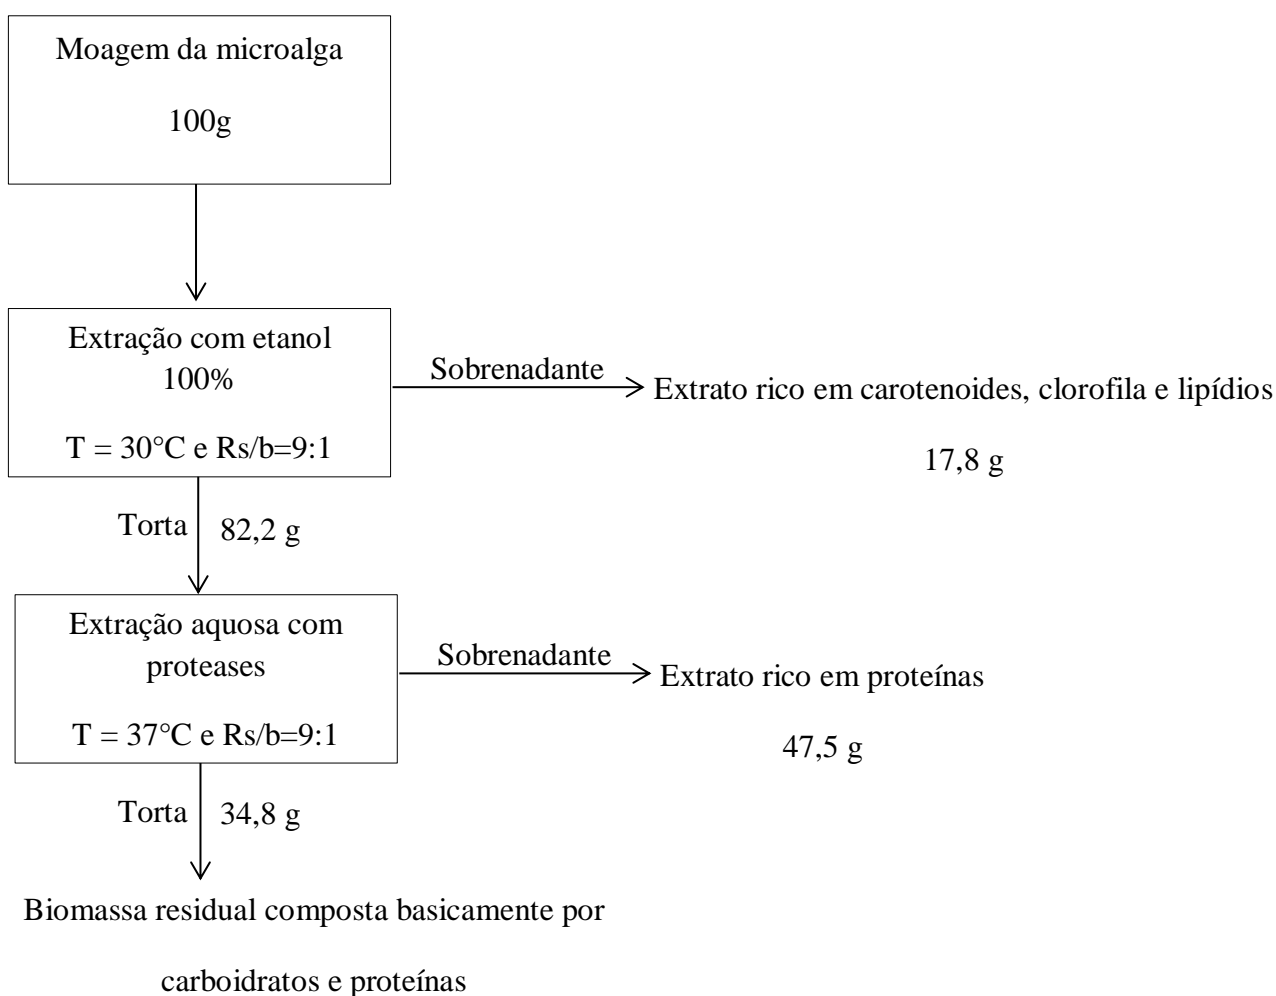 Moagem da microalga
100g
Extração com etanol
100%
T = 30°C e Rs/b=9:1
Sobrenadante
Extrato rico em carotenoides, clorofila e lipídios
17,8 g
Torta
82,2 g
Extração aquosa com
proteases
T = 37°C e Rs/b=9:1
Sobrenadante
Extrato rico em proteínas
47,5 g
Torta
34,8 g
Biomassa residual composta basicamente por
carboidratos e proteínas